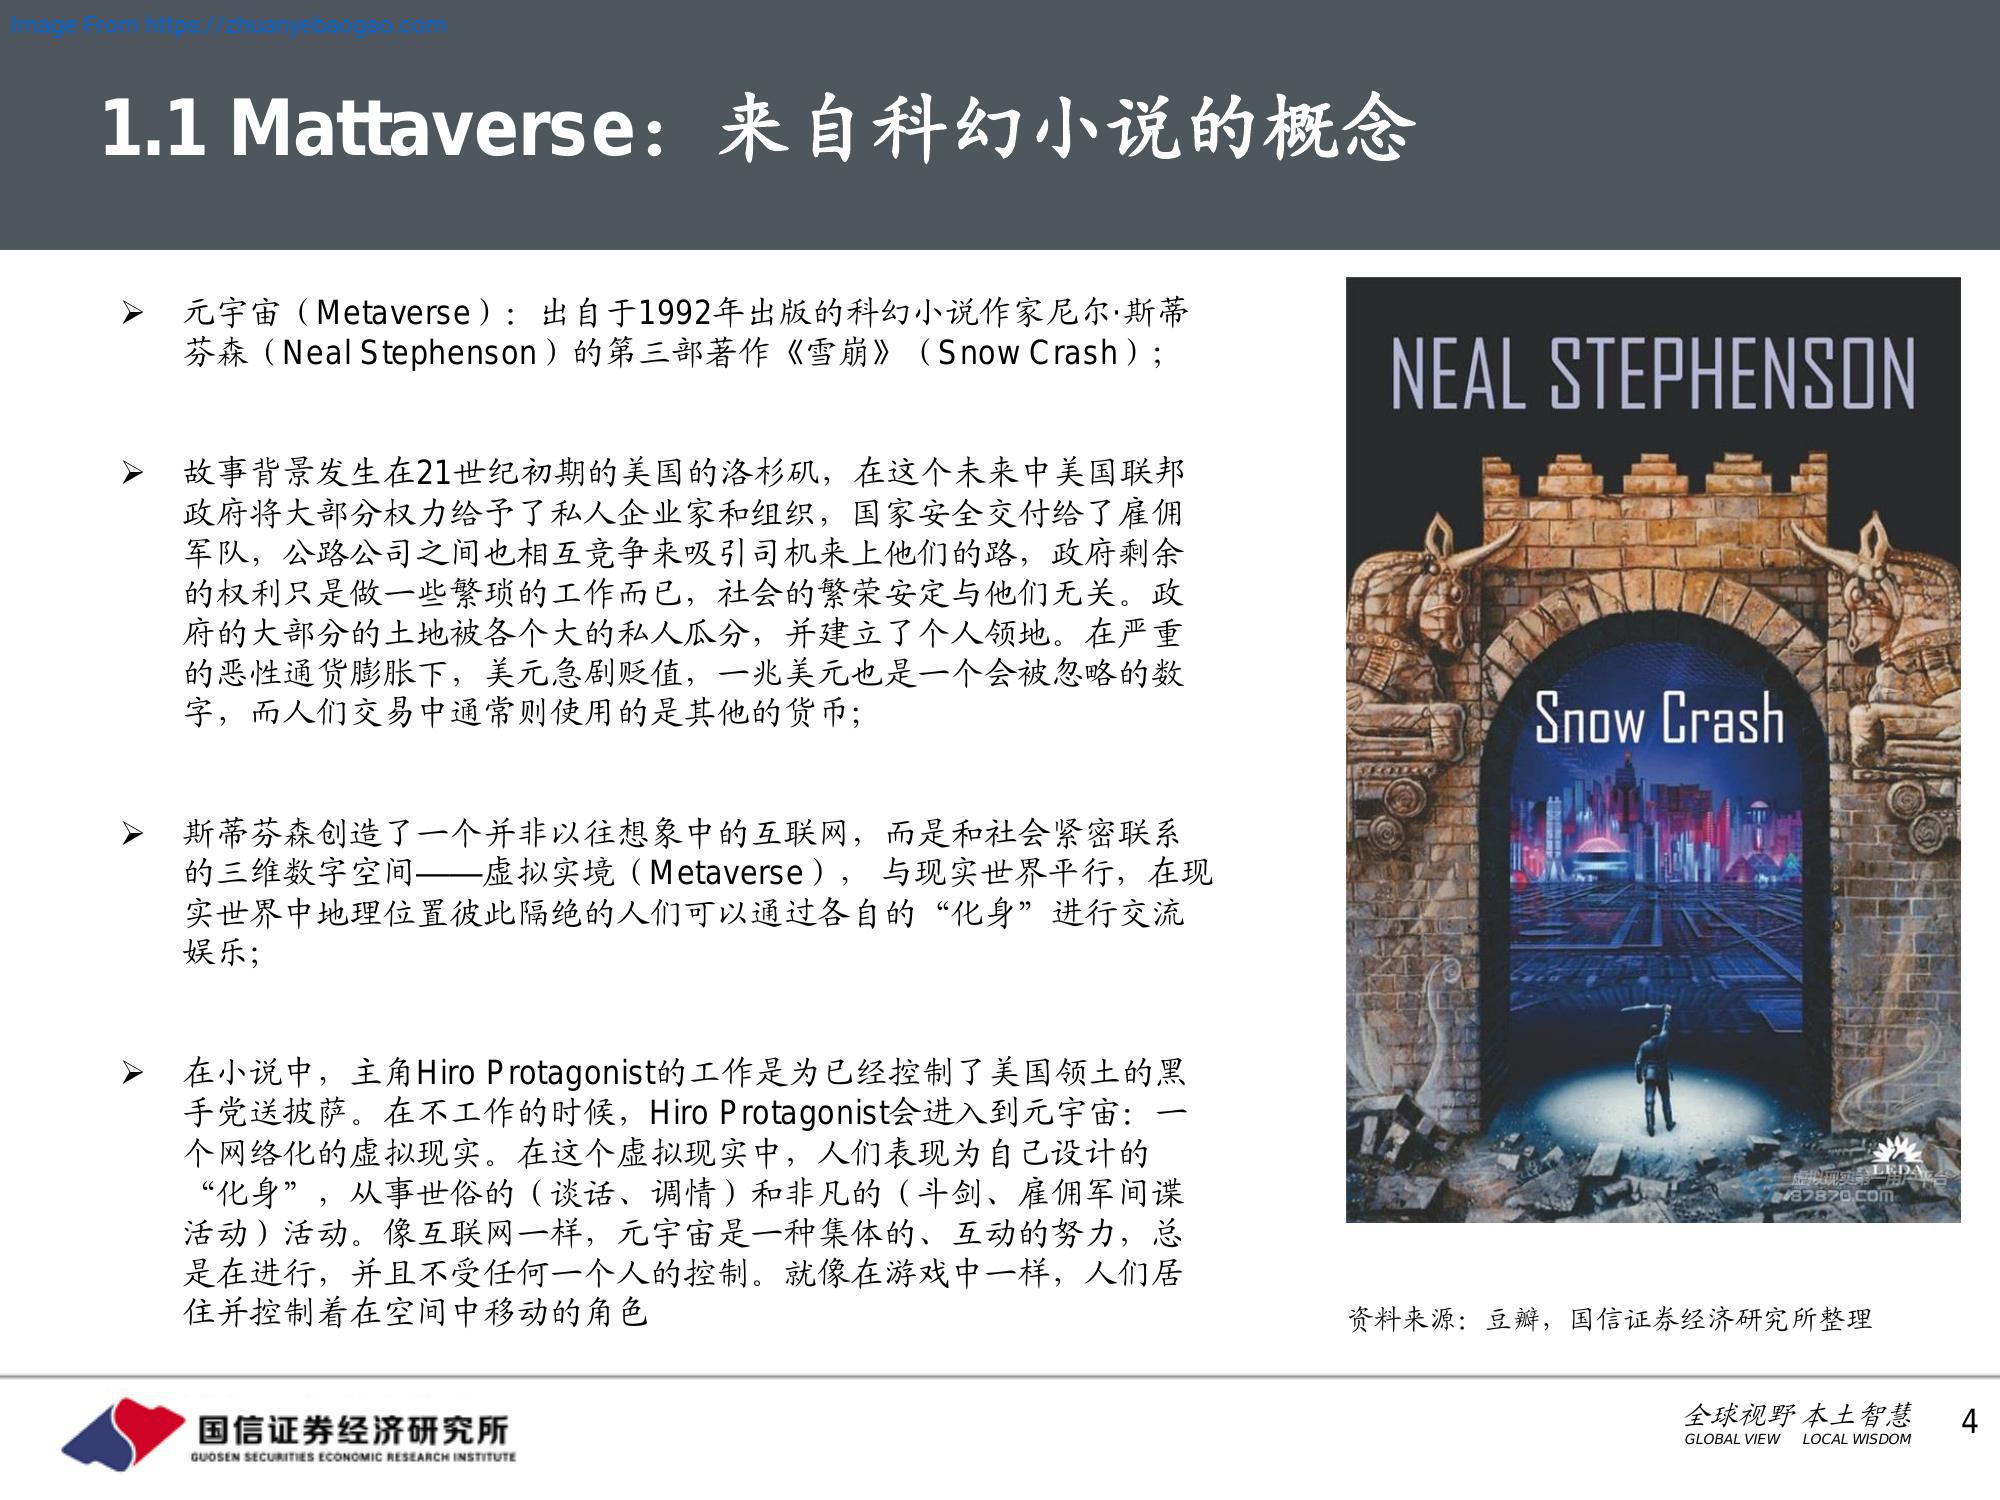 Image From https://zhuanyebaogao.com
1.1 Mattaverse：来自科幻小说的概念
➢ 元宇宙（Metaverse）：出自于1992年出版的科幻小说作家尼尔·斯蒂
芬森（Neal Stephenson）的第三部著作《雪崩》（Snow Crash）；
➢ 故事背景发生在21世纪初期的美国的洛杉矶，在这个未来中美国联邦
政府将大部分权力给予了私人企业家和组织，国家安全交付给了雇佣
军队，公路公司之间也相互竞争来吸引司机来上他们的路，政府剩余
的权利只是做一些繁琐的工作而已，社会的繁荣安定与他们无关。政
府的大部分的土地被各个大的私人瓜分，并建立了个人领地。在严重
的恶性通货膨胀下，美元急剧贬值，一兆美元也是一个会被忽略的数
字，而人们交易中通常则使用的是其他的货币；
➢ 斯蒂芬森创造了一个并非以往想象中的互联网，而是和社会紧密联系
的三维数字空间——虚拟实境（Metaverse）， 与现实世界平行，在现
实世界中地理位置彼此隔绝的人们可以通过各自的“化身”进行交流
娱乐；
➢ 在小说中，主角Hiro Protagonist的工作是为已经控制了美国领土的黑
手党送披萨。在不工作的时候，Hiro Protagonist会进入到元宇宙：一
个网络化的虚拟现实。在这个虚拟现实中，人们表现为自己设计的
“化身”，从事世俗的（谈话、调情）和非凡的（斗剑、雇佣军间谍
活动）活动。像互联网一样，元宇宙是一种集体的、互动的努力，总
是在进行，并且不受任何一个人的控制。就像在游戏中一样，人们居
住并控制着在空间中移动的角色
NEAL STEPHENSON
Snow Crash
LEDA
虚拟现实第一用户平台
87870.COM
资料来源：豆瓣，国信证券经济研究所整理
国信证券经济研究所
GUOSEN SECURITIES ECONOMIC RESEARCH INSTITUTE
全球视野 本土智慧
GLOBAL VIEW LOCAL WISDOM
4